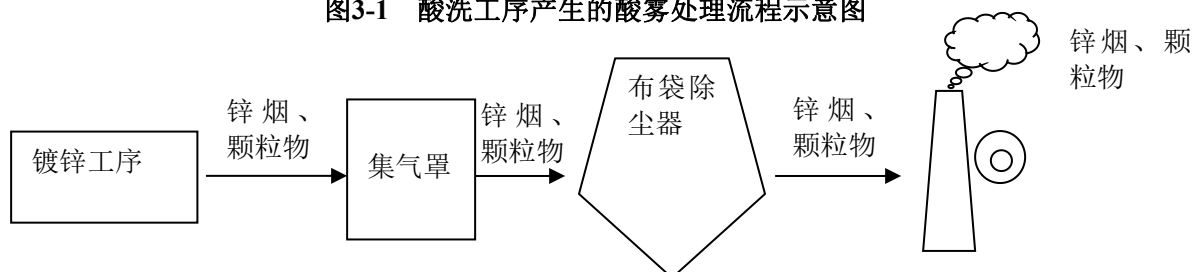 图3-1 酸洗工序产生的酸雾处理流程示意图
锌烟、颗
粒物
布袋除
尘器
锌烟、
颗粒物
锌烟、
颗粒物
锌烟、
颗粒物
镀锌工序
集气罩